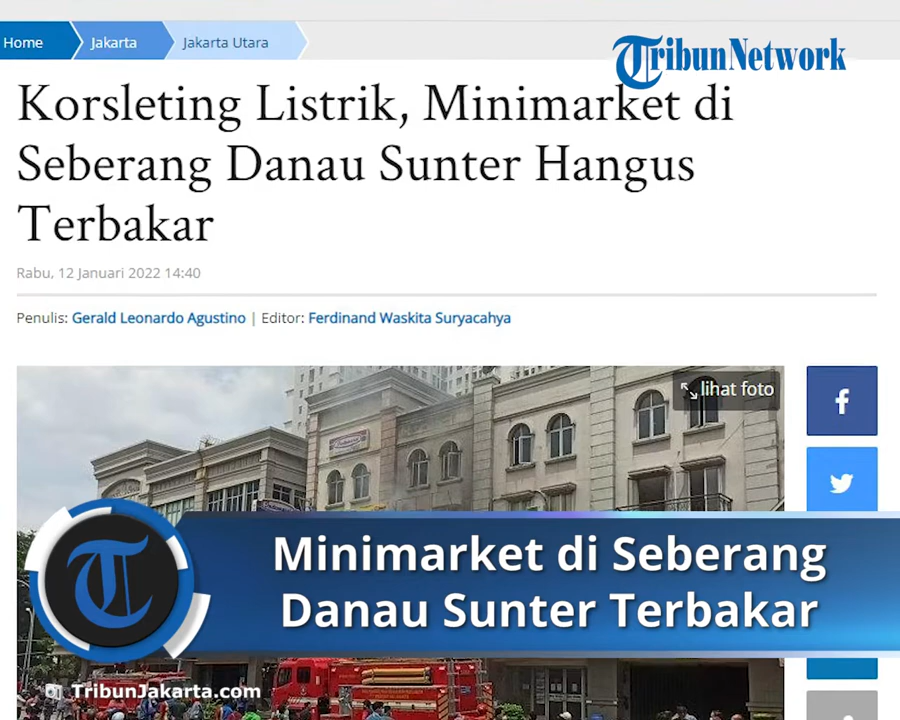 Home
Jakarta
Jakarta Utara
TribunNetwork
Korsleting Listrik, Minimarket di
Seberang Danau Sunter Hangus
Terbakar
Rabu, 12 Januari 2022 14:40
Penulis: Gerald Leonardo Agustino | Editor: Ferdinand Waskita Suryacahya
lihat foto
Minimarket di Seberang
Danau Sunter Terbakar
TribunJakarta.com